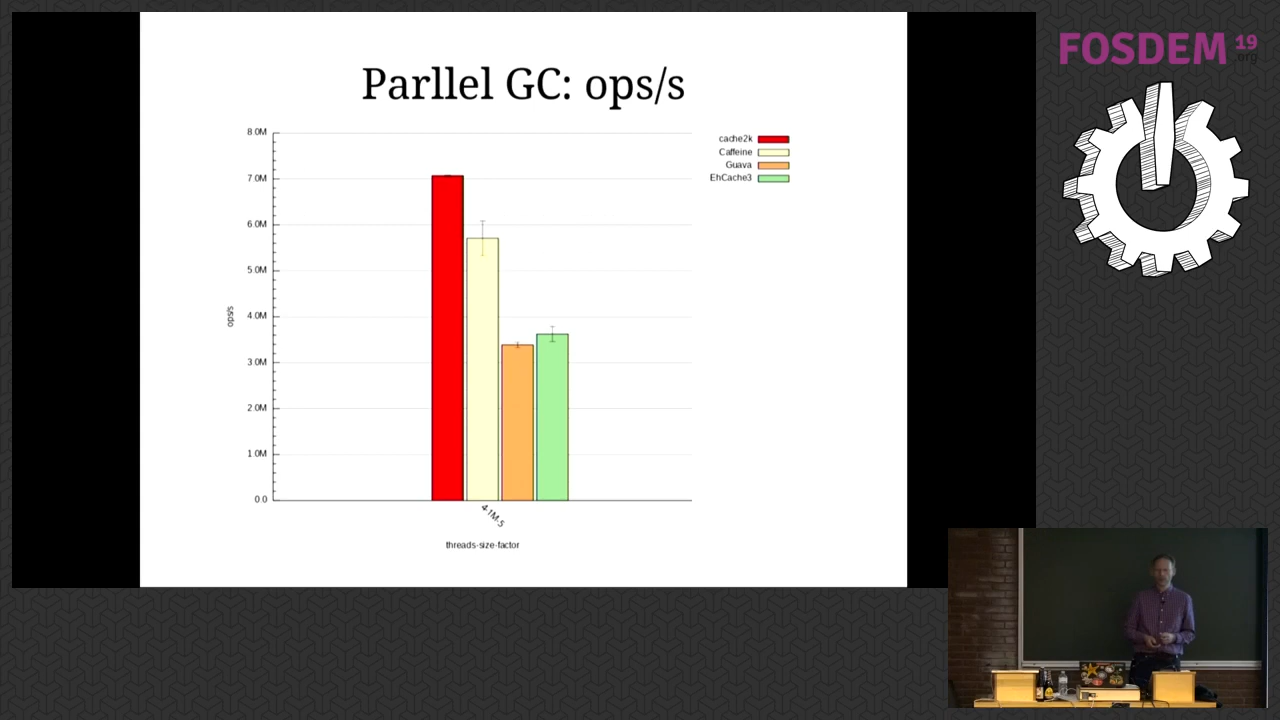 Parllel GC: ops/s
8.0M
7.0M
6.0M
5.0M
4.0M
3.0M
2.0M
1.0M
0.0
ops/s
4-1M-5
threads-size-factor
cache2k
Caffeine
Guava
EhCache3
FOSDEM 19
.org